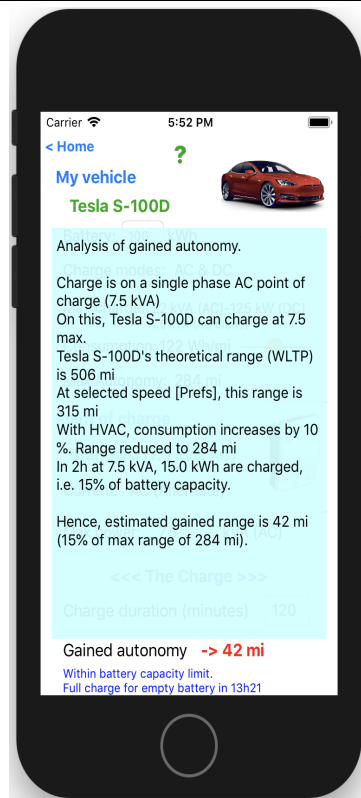 Carrier 5:52 PM
< Home
?
My vehicle
Tesla S-100D
Analysis of gained autonomy.
Charge is on a single phase AC point of
charge (7.5 kVA)
On this, Tesla S-100D can charge at 7.5
max.
Tesla S-100D's theoretical range (WLTP)
is 506 mi
At selected speed [Prefs], this range is
315 mi
With HVAC, consumption increases by 10
%. Range reduced to 284 mi
In 2h at 7.5 kVA, 15.0 kWh are charged,
i.e. 15% of battery capacity.
Hence, estimated gained range is 42 mi
(15% of max range of 284 mi).
<<< The Charge >>>
Charge duration (minutes) 120
Gained autonomy -> 42 mi
Within battery capacity limit.
Full charge for empty battery in 13h21